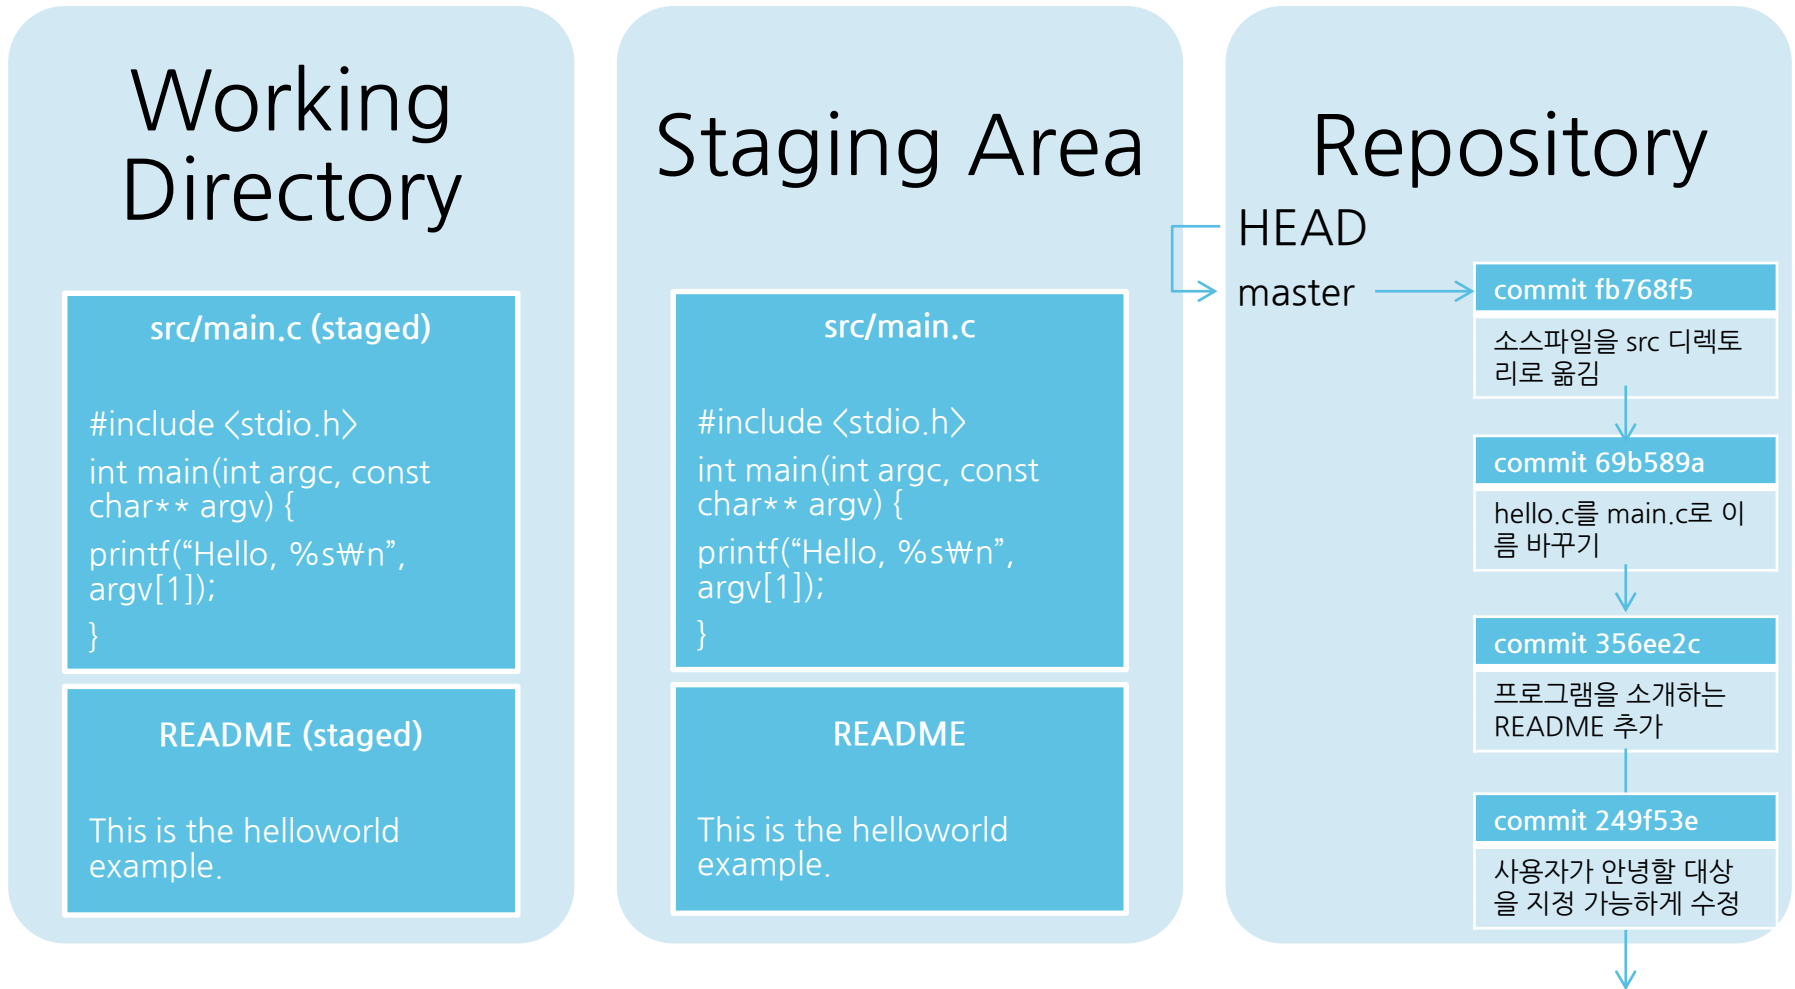 Working
Directory
src/main.c (staged)
#include <stdio.h>
int main(int argc, const
char** argv) {
printf(“Hello, %s₩n”,
argv[1]);
}
README (staged)
This is the helloworld
example.
Staging Area
src/main.c
#include <stdio.h>
int main(int argc, const
char** argv) {
printf(“Hello, %s₩n”,
argv[1]);
}
README
This is the helloworld
example.
Repository
HEAD
master
commit fb768f5
소스파일을 src 디렉토
리로 옮김
commit 69b589a
hello.c를 main.c로 이
름 바꾸기
commit 356ee2c
프로그램을 소개하는
README 추가
commit 249f53e
사용자가 안녕할 대상
을 지정 가능하게 수정